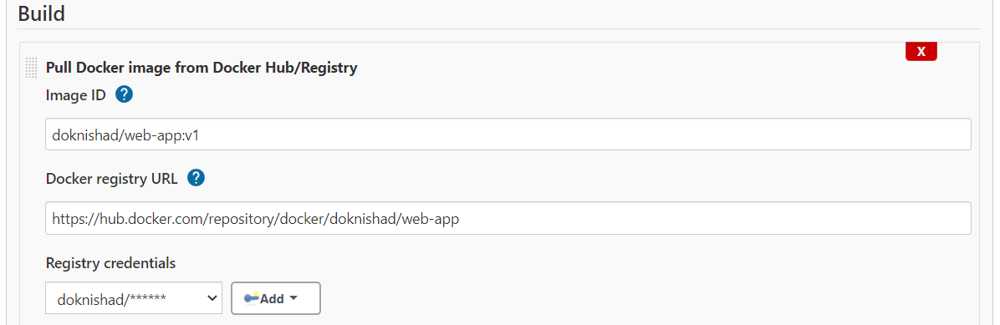 Build
X
Pull Docker image from Docker Hub/Registry
Image ID ?
doknishad/web-app:v1
Docker registry URL ?
https://hub.docker.com/repository/docker/doknishad/web-app
Registry credentials
doknishad/****** Add